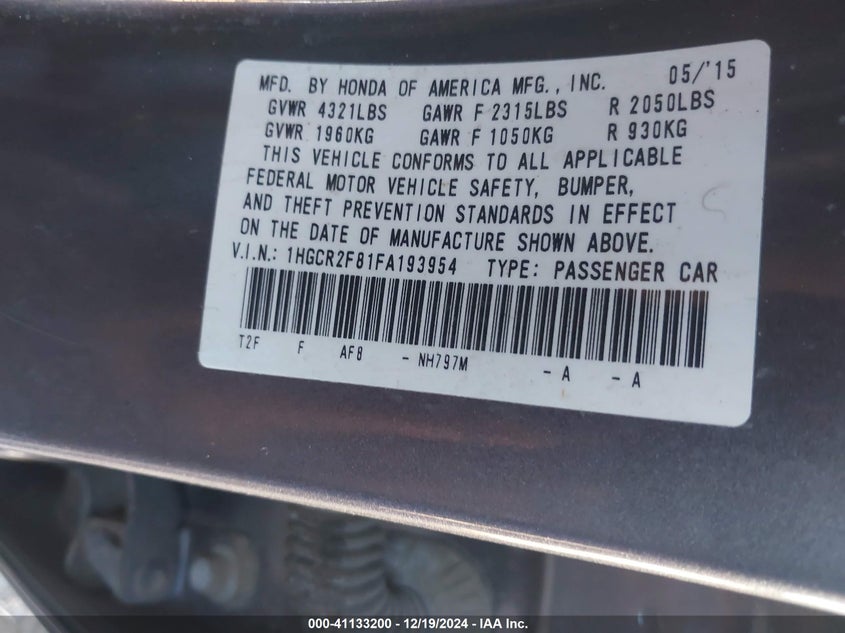 MFD. BY HONDA OF AMERICA MFG., INC. 05/'15
GVWR 4321LBS GAWR F 2315LBS R 2050LBS
GVWR 1960KG GAWR F 1050KG R 930KG
THIS VEHICLE CONFORMS TO ALL APPLICABLE
FEDERAL MOTOR VEHICLE SAFETY, BUMPER,
AND THEFT PREVENTION STANDARDS IN EFFECT
ON THE DATE OF MANUFACTURE SHOWN ABOVE.
V.I.N.: 1HGCR2F81FA193954 TYPE: PASSENGER CAR
T2F F AF8 - NH797M - A - A
000-41133200 - 12/19/2024 - IAA Inc.